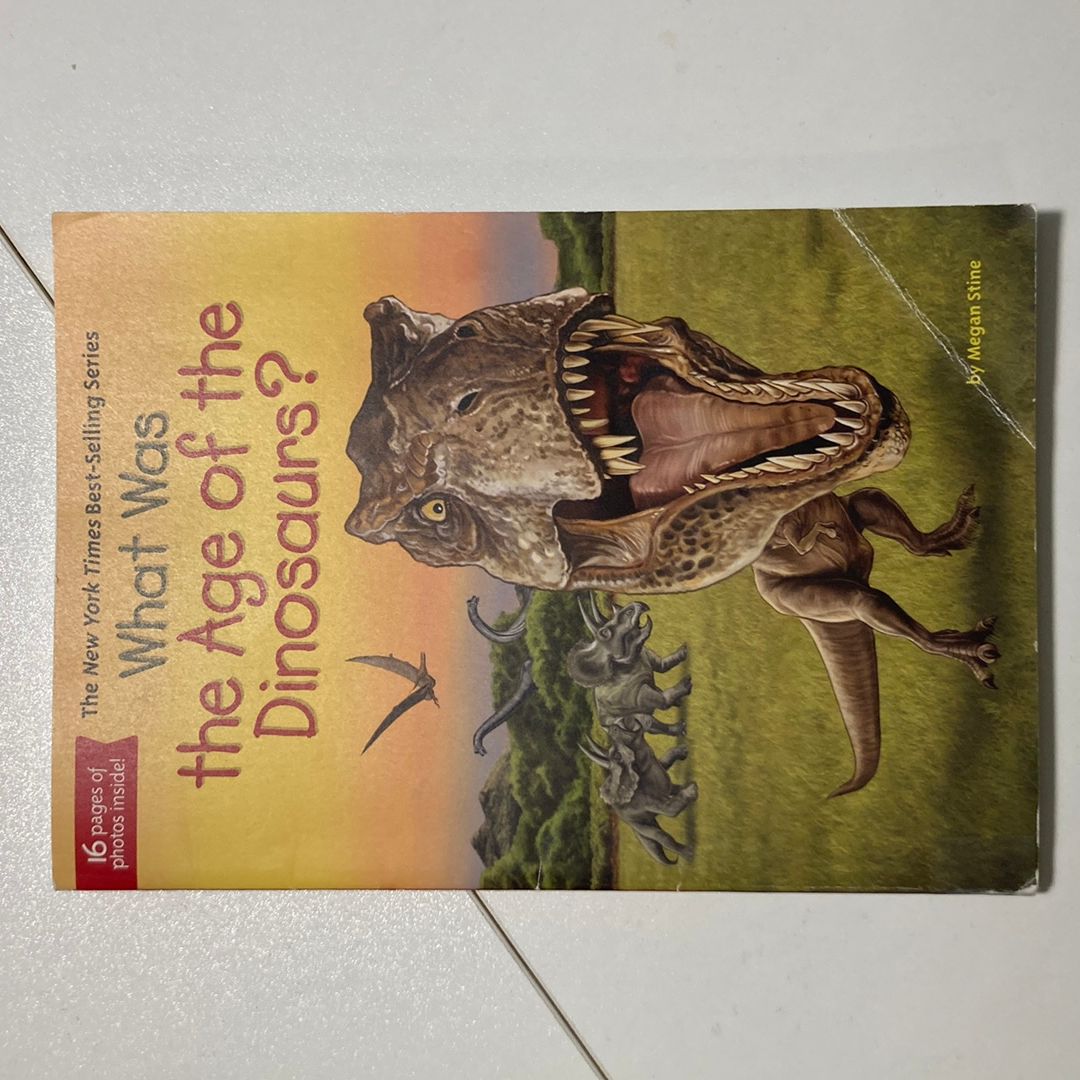 The New York Times Best-Selling Series
16 pages of
photos inside!
What Was
the Age of the
Dinosaurs?
by Megan Stine